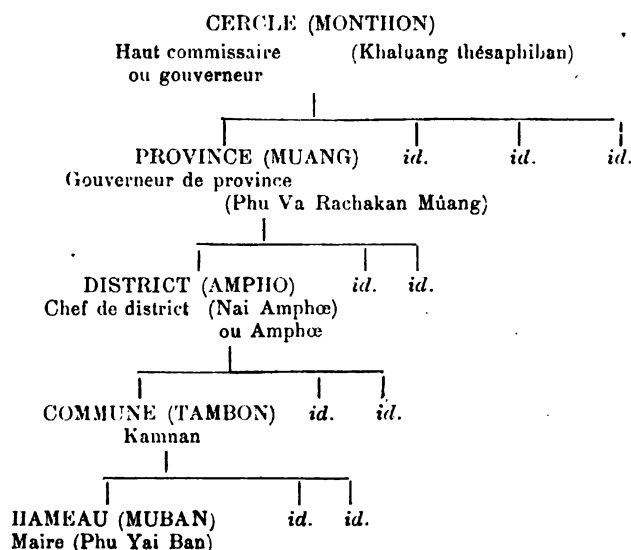 CERCLE (MONTHON)
Haut commissaire (Khaluang thésaphiban)
ou gouverneur
PROVINCE (MUANG) id. id. id.
Gouverneur de province
(Phu Va Rachakan Mûang)
DISTRICT (AMPHO) id. id.
Chef de district (Nai Amphœ)
ou Amphœ
COMMUNE (TAMBON) id. id.
Kamnan
HAMEAU (MUBAN) id. id.
Maire (Phu Yai Ban)